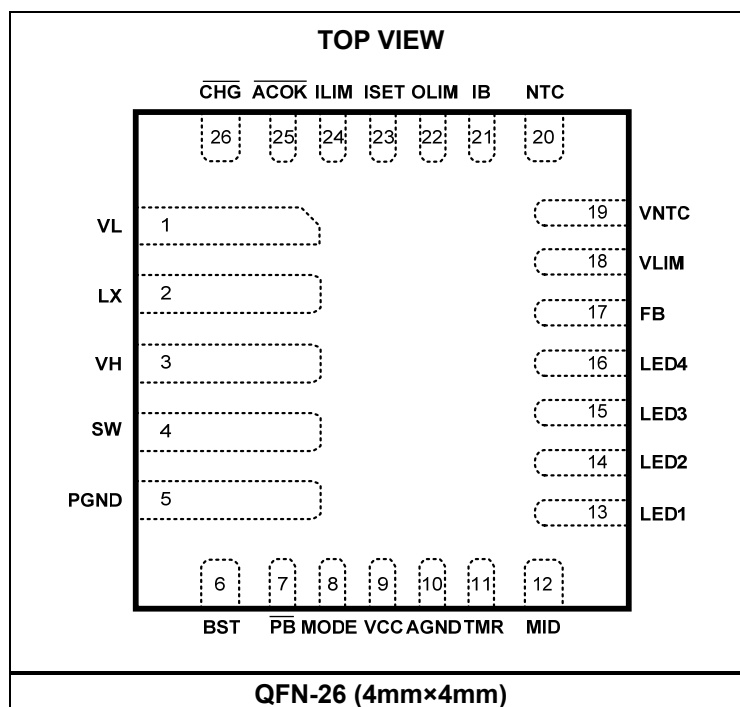 TOP VIEW
CHG ACOK ILIM ISET OLIM IB NTC
26 25 24 23 22 21 20
VL 1
LX 2
VH 3
SW 4
PGND 5
19 VNTC
18 VLIM
17 FB
16 LED4
15 LED3
14 LED2
13 LED1
6 7 8 9 10 11 12
BST PB MODE VCC AGND TMR MID
QFN-26 (4mm×4mm)